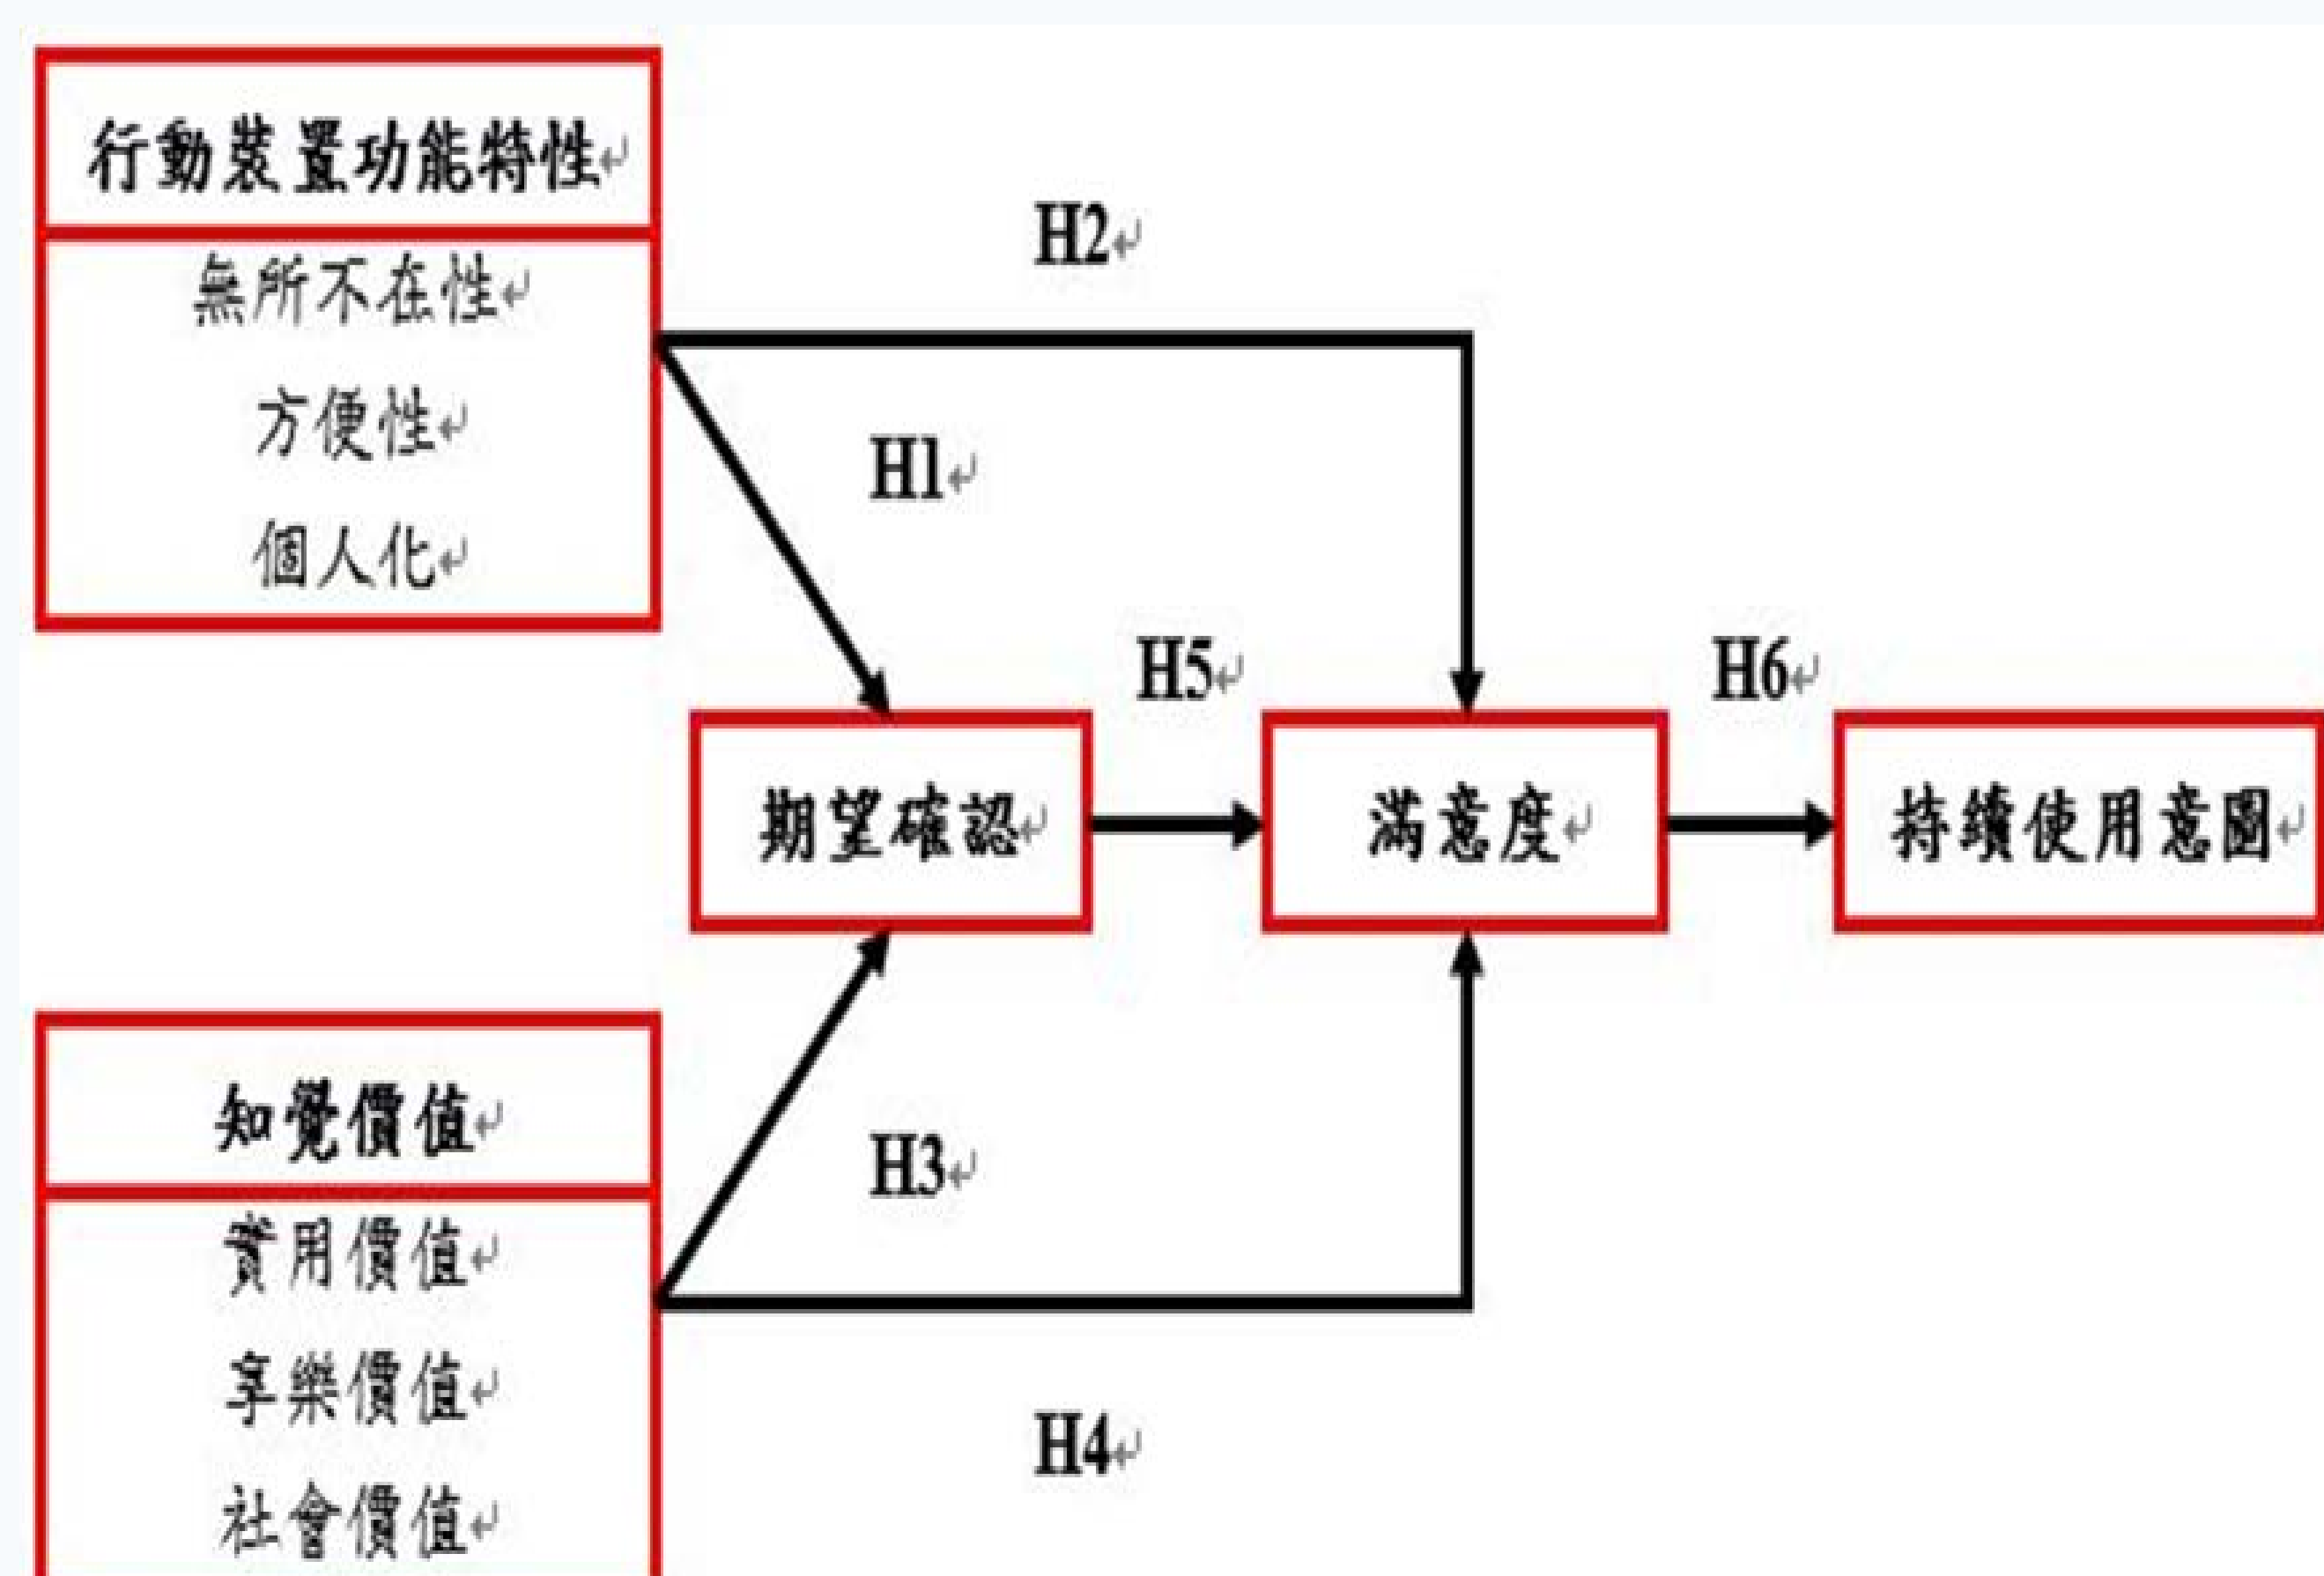 行動裝置功能特性
無所不在性
方便性
個人化
H2
H1
H5
H6
期望確認
滿意度
持續使用意圖
知覺價值
實用價值
享樂價值
社會價值
H3
H4